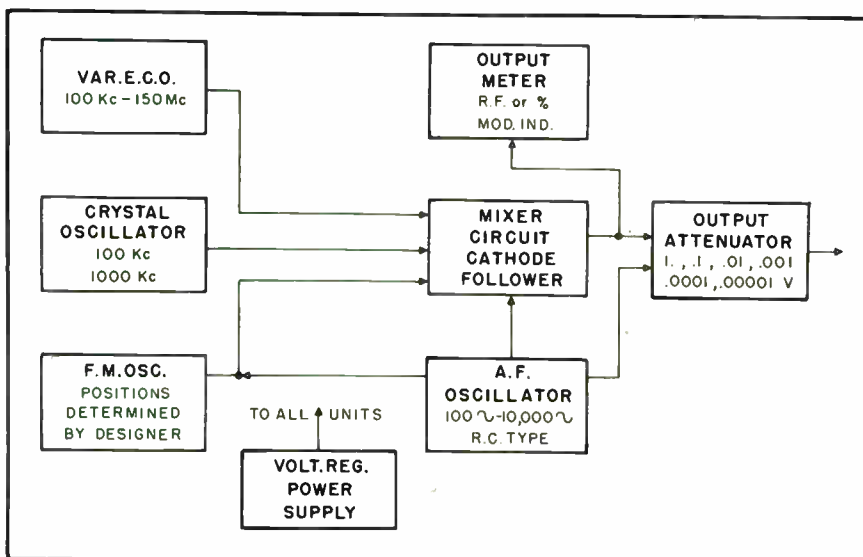 VAR.E.C.O.
100 Kc – 150 Mc
OUTPUT
METER
R.F. or %
MOD. IND.
CRYSTAL
OSCILLATOR
100 Kc
1000 Kc
MIXER
CIRCUIT
CATHODE
FOLLOWER
OUTPUT
ATTENUATOR
1. , .1 , .01 , .001
.0001 , .00001 V
F.M.OSC.
POSITIONS
DETERMINED
BY DESIGNER
TO ALL UNITS
A.F.
OSCILLATOR
100∿-10,000∿
R.C. TYPE
VOLT.REG.
POWER
SUPPLY